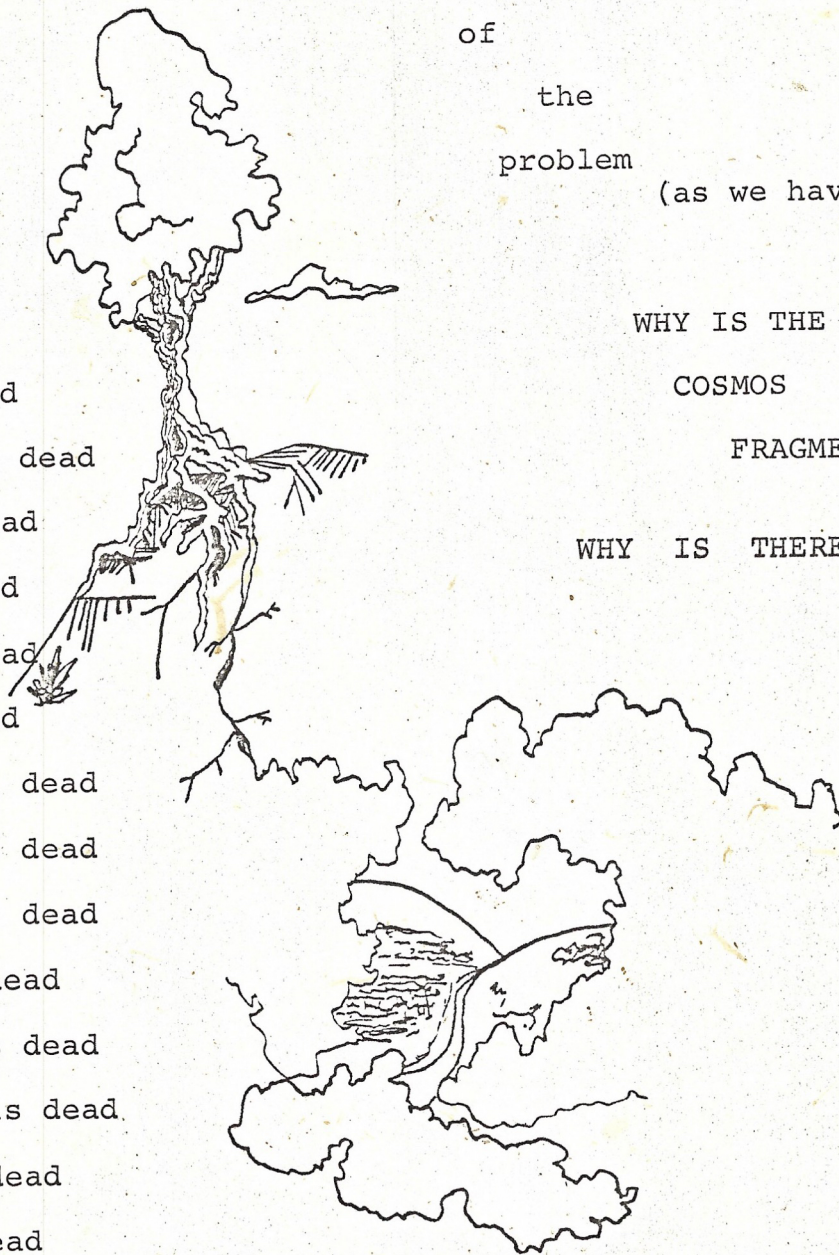 of
the
problem
(as we hav
WHY IS THE
COSMOS
FRAGME
WHY IS THERE
d
dead
ad
d
ad
d
dead
dead
dead
ead
dead
s dead
dead
ead